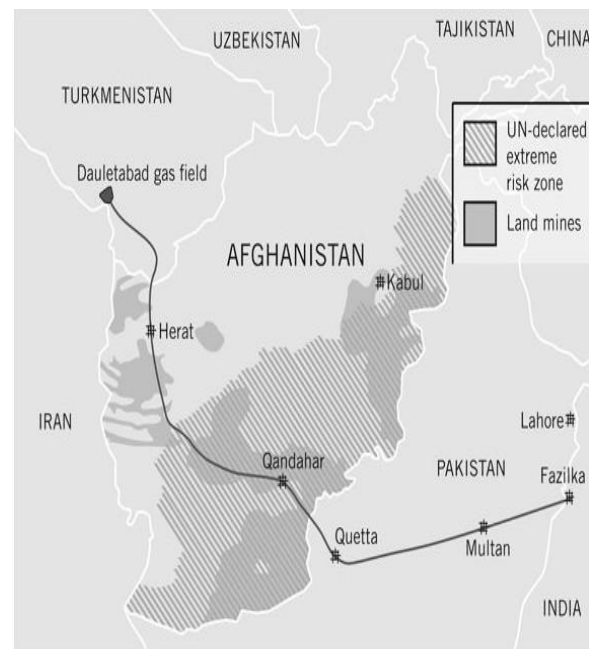 TAJIKISTAN
CHINA
UZBEKISTAN
TURKMENISTAN
UN-declared
extreme
risk zone
Land mines
Dauletabad gas field
AFGHANISTAN
Kabul
Herat
IRAN
Lahore
Qandahar
PAKISTAN
Fazilka
Quetta
Multan
INDIA